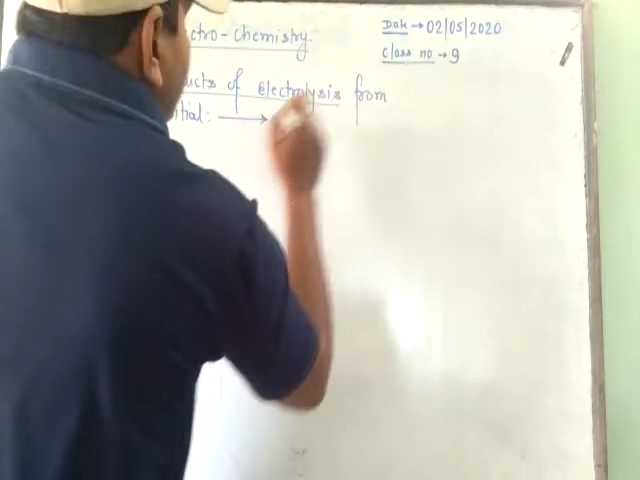 ctro-Chemistry
Date → 02/05/2020
Class no → 9
ucts of Electrolysis from
tial: →